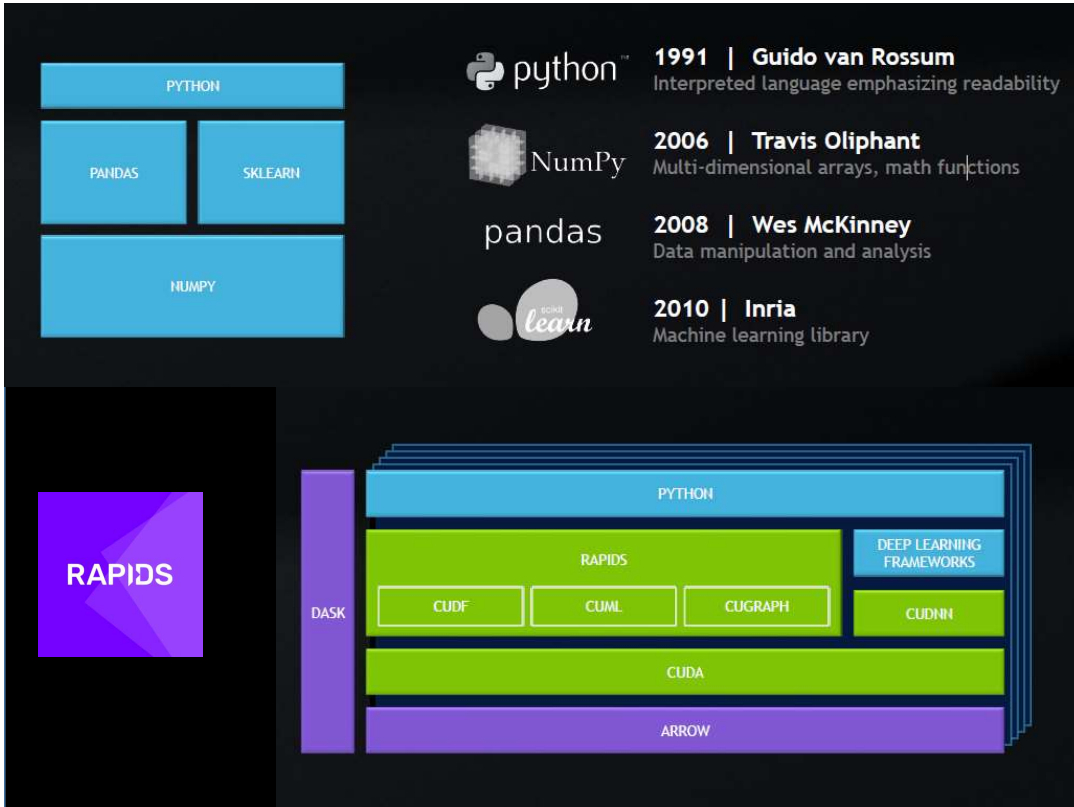 PYTHON
PANDAS
SKLEARN
NUMPY
python™
1991 | Guido van Rossum
Interpreted language emphasizing readability
NumPy
2006 | Travis Oliphant
Multi-dimensional arrays, math functions
pandas
2008 | Wes McKinney
Data manipulation and analysis
scikit
learn
2010 | Inria
Machine learning library
RAPIDS
DASK
PYTHON
RAPIDS
CUDF
CUML
CUGRAPH
DEEP LEARNING
FRAMEWORKS
CUDNN
CUDA
ARROW